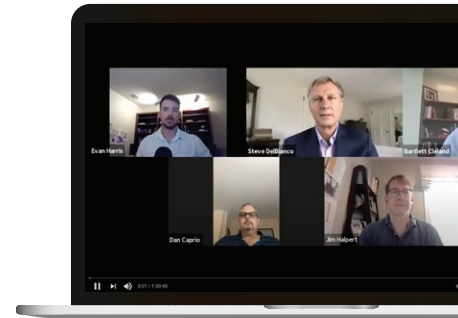 Evan Harris
Steve DelBianco
Bartlett Cleland
Dan Caprio
Jim Halpert
0:01 / 1:00:45